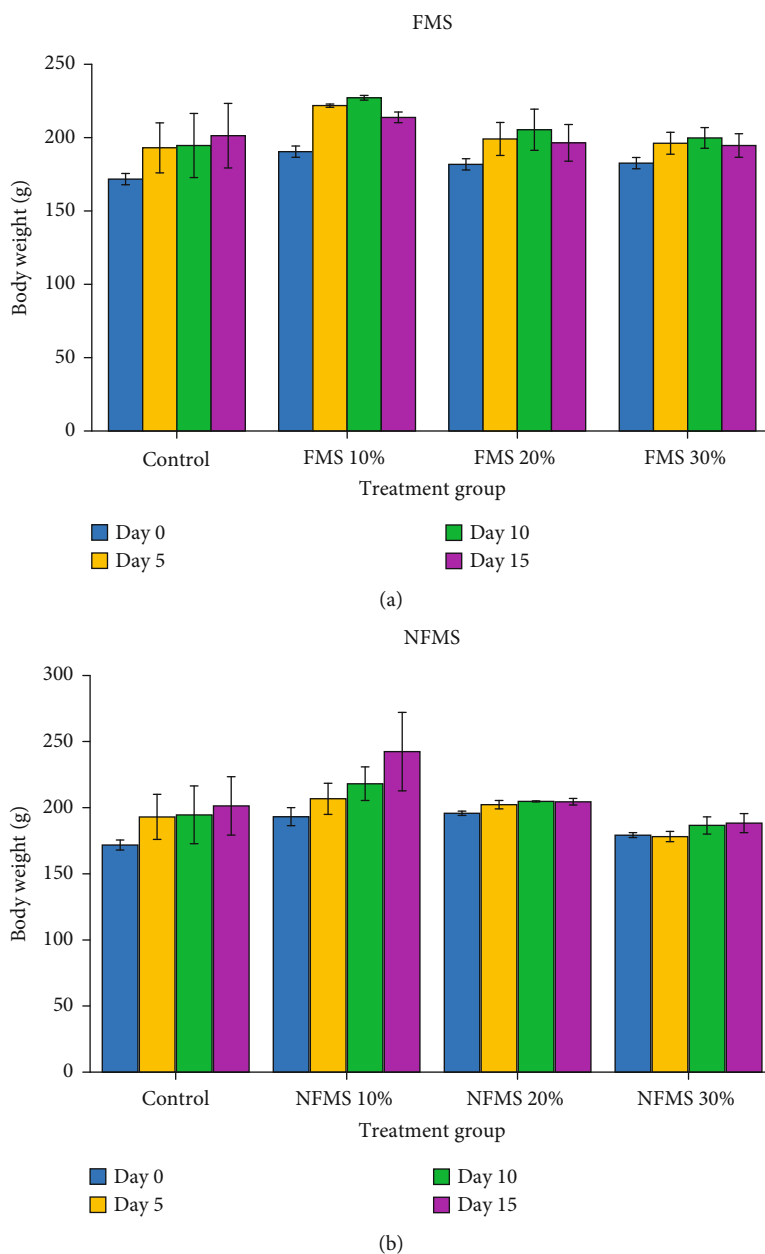 FMS
250
200
150
100
50
0
Body weight (g)
Control
FMS 10%
FMS 20%
FMS 30%
Treatment group
Day 0
Day 10
Day 5
Day 15
(a)
NFMS
300
250
200
150
100
50
0
Body weight (g)
Control
NFMS 10%
NFMS 20%
NFMS 30%
Treatment group
Day 0
Day 10
Day 5
Day 15
(b)